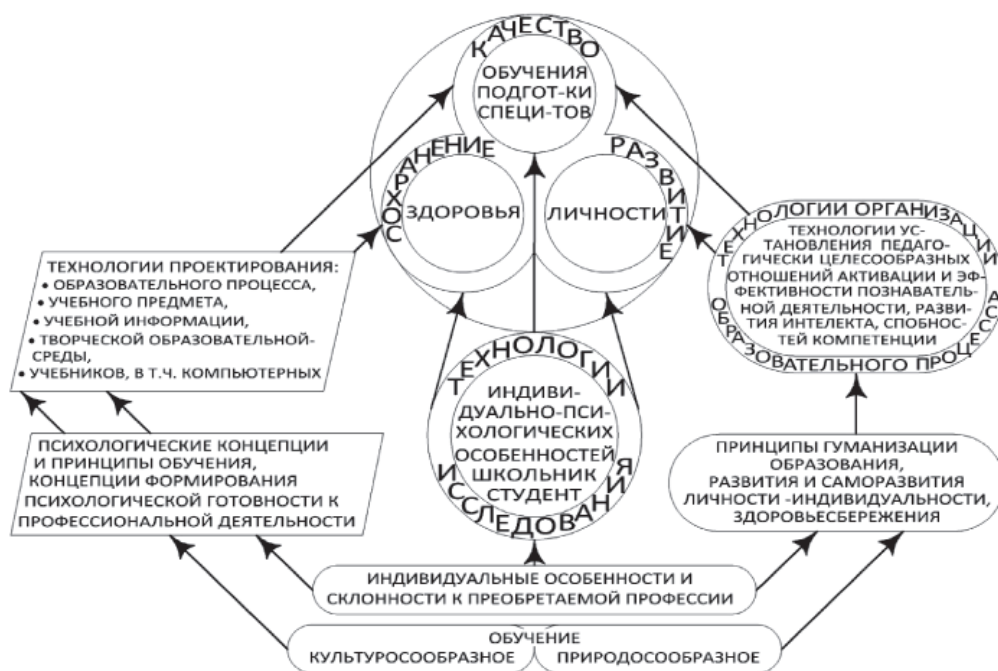 КАЧЕСТВО
ОБУЧЕНИЯ
ПОДГОТ-КИ
СПЕЦИ-ТОВ
СОХРАНЕНИЕ
ЗДОРОВЬЯ
РАЗВИТИЕ
ЛИЧНОСТИ
ТЕХНОЛОГИИ ПРОЕКТИРОВАНИЯ:
• ОБРАЗОВАТЕЛЬНОГО ПРОЦЕССА,
• УЧЕБНОГО ПРЕДМЕТА,
• УЧЕБНОЙ ИНФОРМАЦИИ,
• ТВОРЧЕСКОЙ ОБРАЗОВАТЕЛЬНОЙ-
СРЕДЫ,
• УЧЕБНИКОВ, В Т.Ч. КОМПЬЮТЕРНЫХ
ТЕХНОЛОГИИ ОРГАНИЗАЦИИ
ТЕХНОЛОГИИ УС-
ТАНОВЛЕНИЯ ПЕДАГО-
ГИЧЕСКИ ЦЕЛЕСООБРАЗНЫХ
ОТНОШЕНИЙ АКТИВАЦИИ И ЭФ-
ФЕКТИВНОСТИ ПОЗНАВАТЕЛЬ-
НОЙ ДЕЯТЕЛЬНОСТИ, РАЗВИ-
ТИЯ ИНТЕЛЕКТА, СПОБНОС-
ТЕЙ КОМПЕТЕНЦИИ
ОБРАЗОВАТЕЛЬНОГО ПРОЦЕССА
ТЕХНОЛОГИИ
ИНДИВИ-
ДУАЛЬНО-ПСИ-
ХОЛОГИЧЕСКИХ
ОСОБЕННОСТЕЙ
ШКОЛЬНИК
СТУДЕНТ
ИССЛЕДОВАНИЯ
ПСИХОЛОГИЧЕСКИЕ КОНЦЕПЦИИ
И ПРИНЦИПЫ ОБУЧЕНИЯ,
КОНЦЕПЦИИ ФОРМИРОВАНИЯ
ПСИХОЛОГИЧЕСКОЙ ГОТОВНОСТИ К
ПРОФЕССИОНАЛЬНОЙ ДЕЯТЕЛЬНОСТИ
ПРИНЦИПЫ ГУМАНИЗАЦИИ
ОБРАЗОВАНИЯ,
РАЗВИТИЯ И САМОРАЗВИТИЯ
ЛИЧНОСТИ -ИНДИВИДУАЛЬНОСТИ,
ЗДОРОВЬЕСБЕРЕЖЕНИЯ
ИНДИВИДУАЛЬНЫЕ ОСОБЕННОСТИ И
СКЛОННОСТИ К ПРЕОБРЕТАЕМОЙ ПРОФЕССИИ
ОБУЧЕНИЕ
КУЛЬТУРОСООБРАЗНОЕ
ПРИРОДОСООБРАЗНОЕ